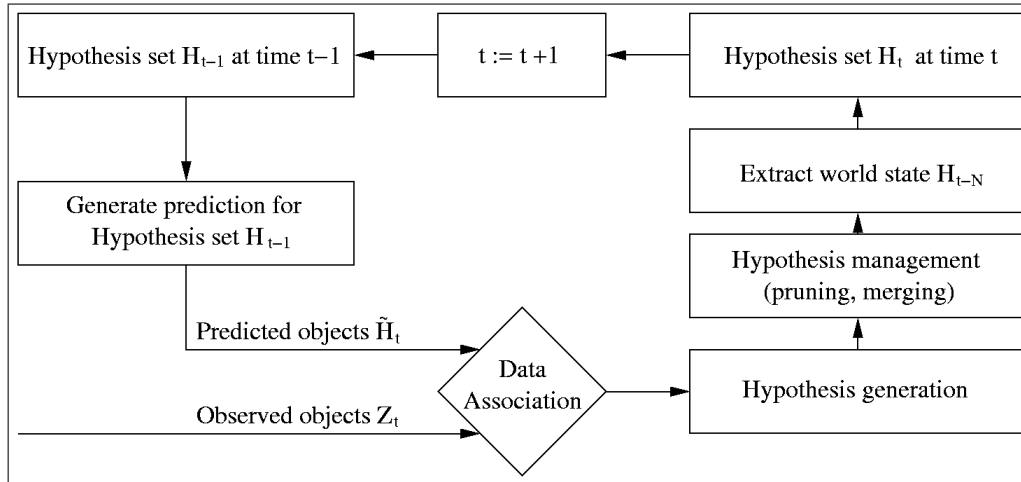 Hypothesis set H_{t−1} at time t−1
t := t +1
Hypothesis set H_t at time t
Extract world state H_{t−N}
Generate prediction for
Hypothesis set H_{t−1}
Hypothesis management
(pruning, merging)
Predicted objects H̃_t
Data
Association
Hypothesis generation
Observed objects Z_t